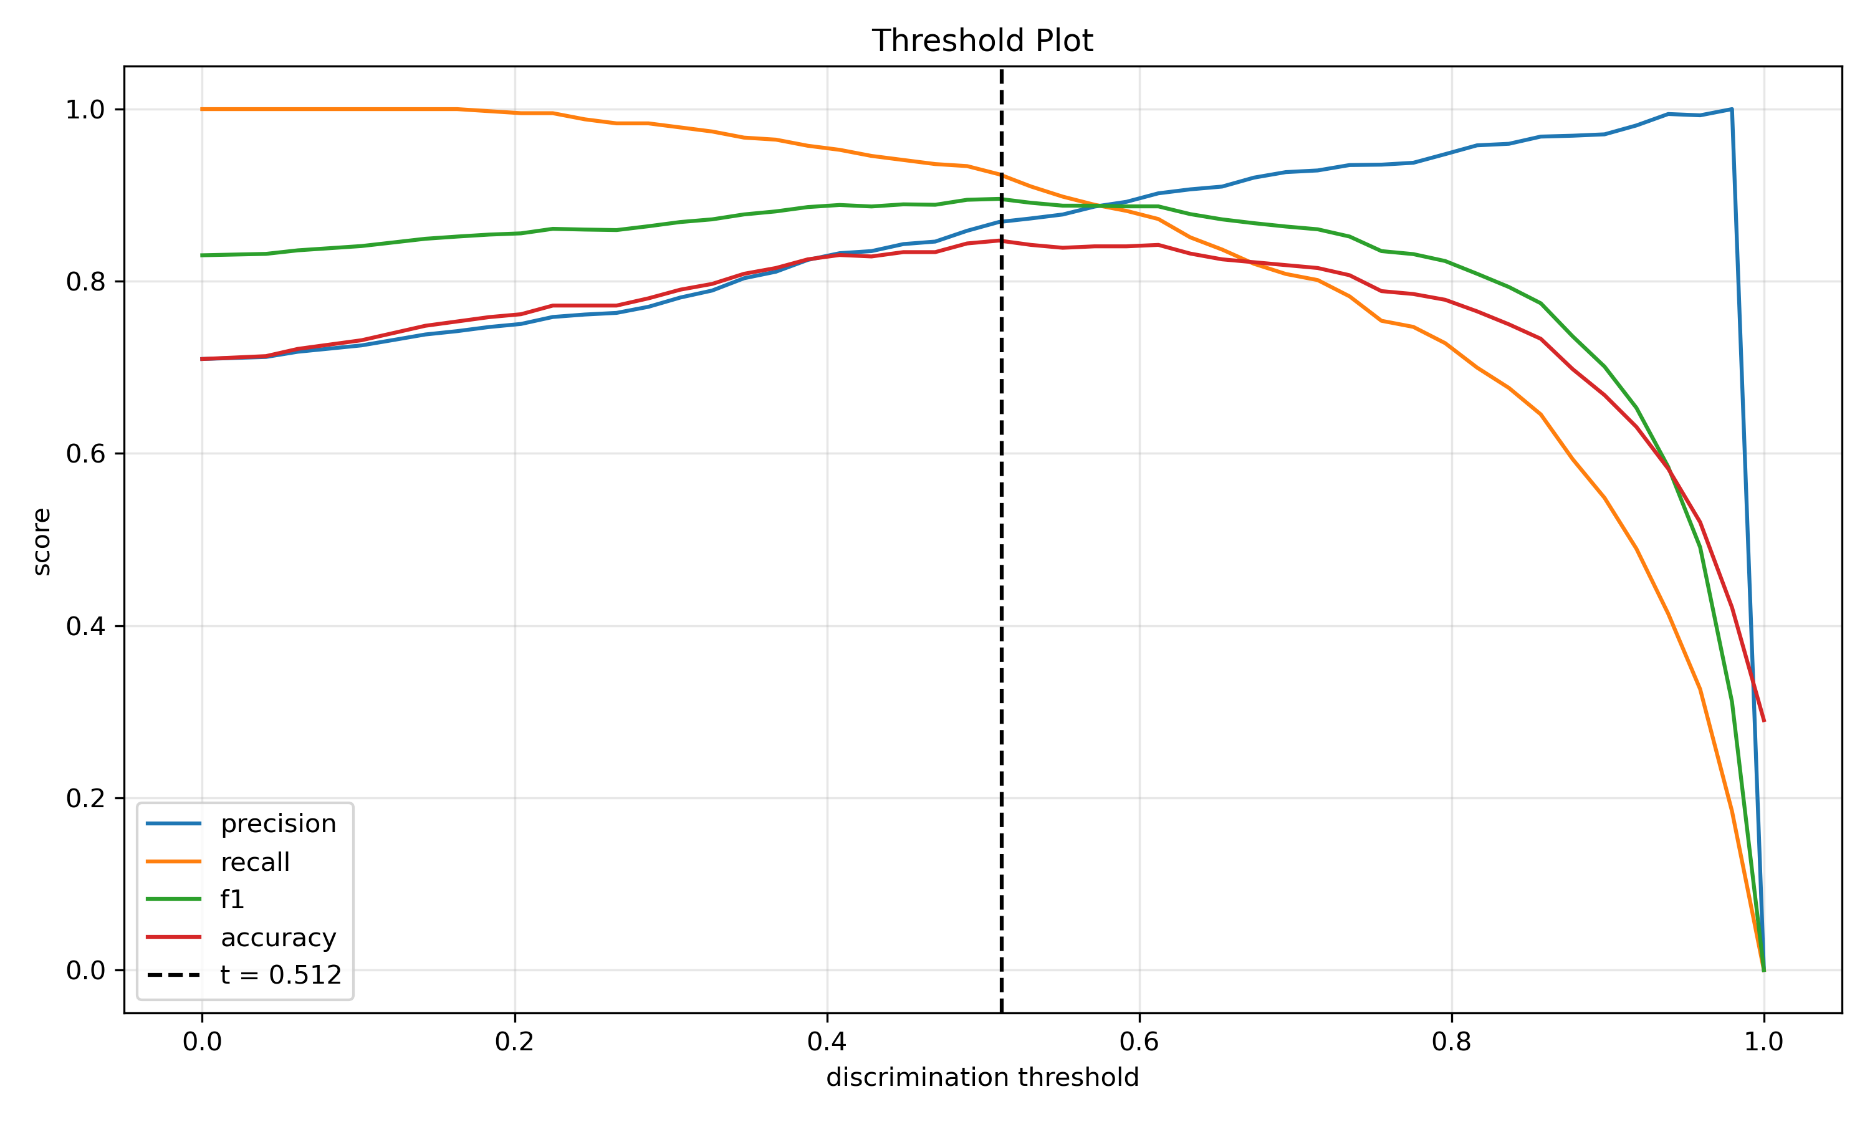 Threshold Plot
score
1.0
0.8
0.6
0.4
0.2
0.0
precision
recall
f1
accuracy
t = 0.512
0.0 0.2 0.4 0.6 0.8 1.0
discrimination threshold